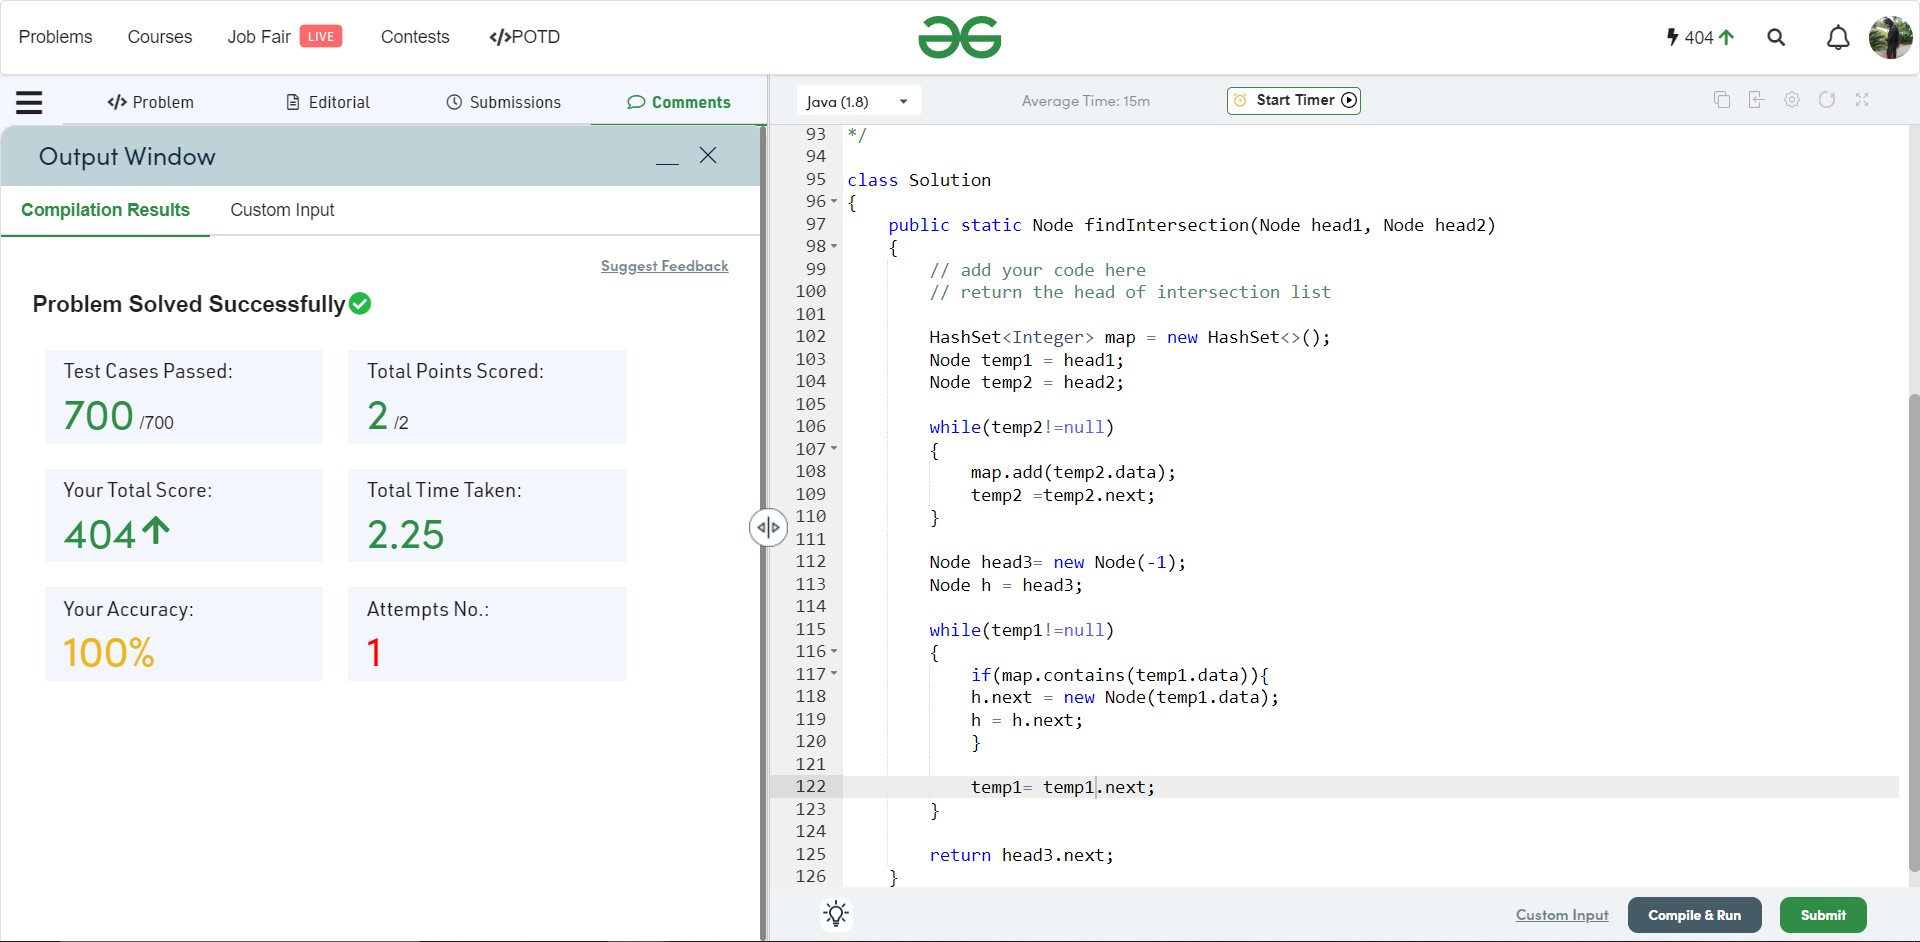 Problems Courses Job Fair LIVE Contests </>POTD 404
</> Problem Editorial Submissions Comments
Output Window
Compilation Results Custom Input
Suggest Feedback
Problem Solved Successfully
Test Cases Passed: Total Points Scored:
700 /700 2 /2
Your Total Score: Total Time Taken:
404 2.25
Your Accuracy: Attempts No.:
100% 1
Java (1.8) Average Time: 15m Start Timer
93 */
94
95 class Solution
96 {
97     public static Node findIntersection(Node head1, Node head2)
98     {
99         // add your code here
100         // return the head of intersection list
101
102         HashSet<Integer> map = new HashSet<>();
103         Node temp1 = head1;
104         Node temp2 = head2;
105
106         while(temp2!=null)
107         {
108             map.add(temp2.data);
109             temp2 =temp2.next;
110         }
111
112         Node head3= new Node(-1);
113         Node h = head3;
114
115         while(temp1!=null)
116         {
117             if(map.contains(temp1.data)){
118             h.next = new Node(temp1.data);
119             h = h.next;
120             }
121
122             temp1= temp1.next;
123         }
124
125         return head3.next;
126     }
Custom Input Compile & Run Submit